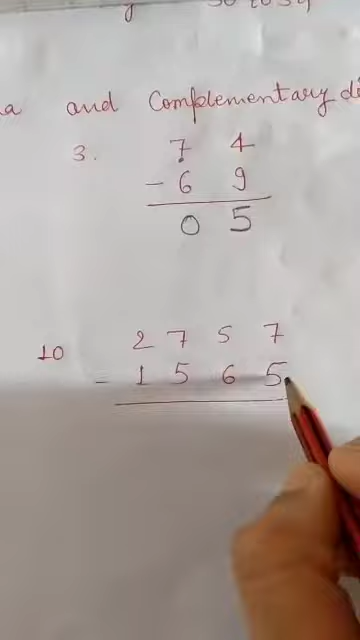 and Complementary
3. 7 4
- 6 9
0 5
10 2 7 5 7
- 1 5 6 5